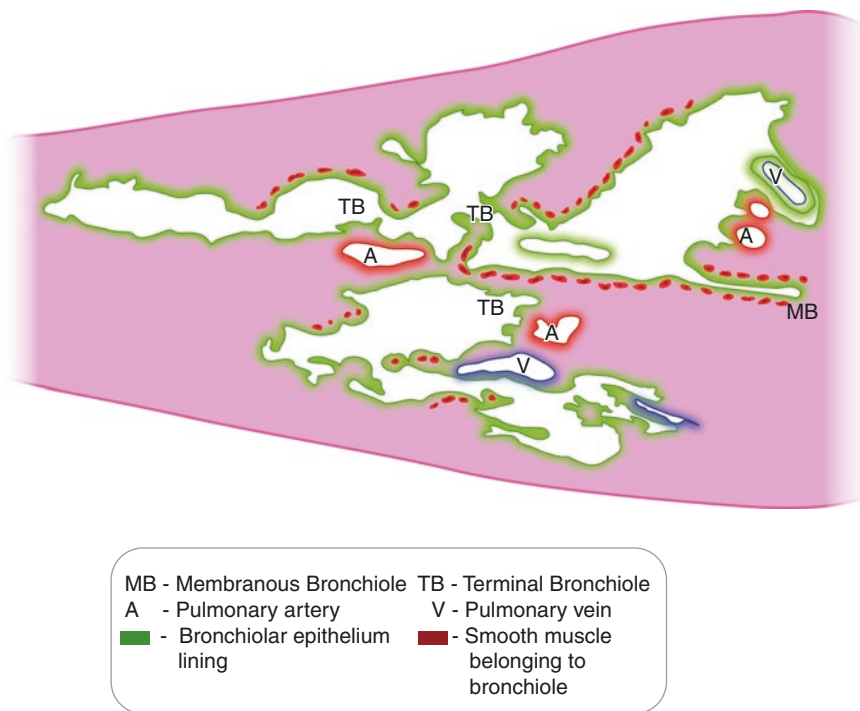 V
TB
TB
A
A
MB
TB
A
V
MB - Membranous Bronchiole TB - Terminal Bronchiole
A - Pulmonary artery V - Pulmonary vein
- Bronchiolar epithelium lining
- Smooth muscle belonging to bronchiole